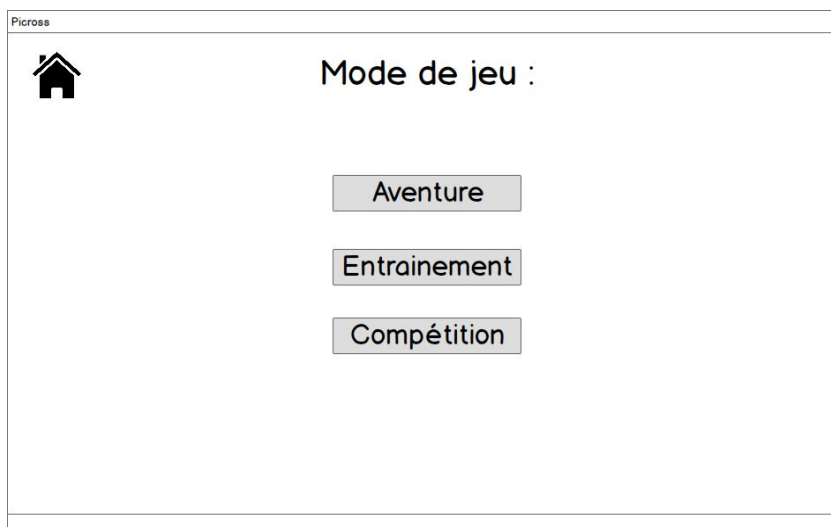 Picross
Mode de jeu :
Aventure
Entrainement
Compétition